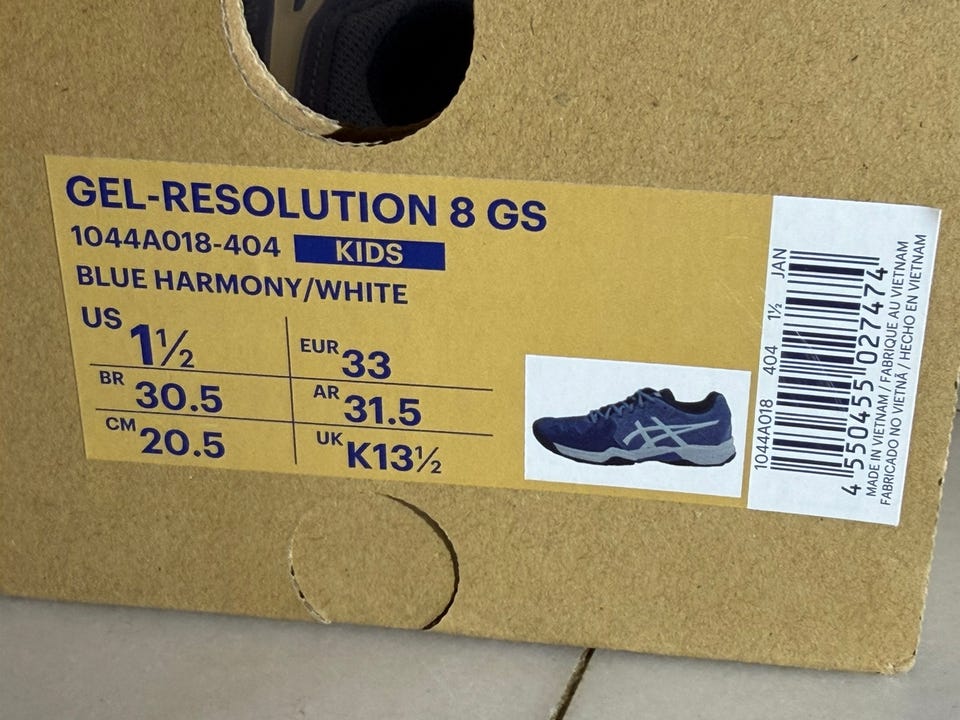 GEL-RESOLUTION 8 GS
1044A018-404 KIDS
BLUE HARMONY/WHITE
US 1½
EUR 33
BR 30.5
AR 31.5
CM 20.5
UK K13½
1044A018 404 1½ JAN
4 550455 027474
MADE IN VIETNAM / FABRIQUE AU VIETNAM
FABRICADO NO VIETNÃ / HECHO EN VIETNAM